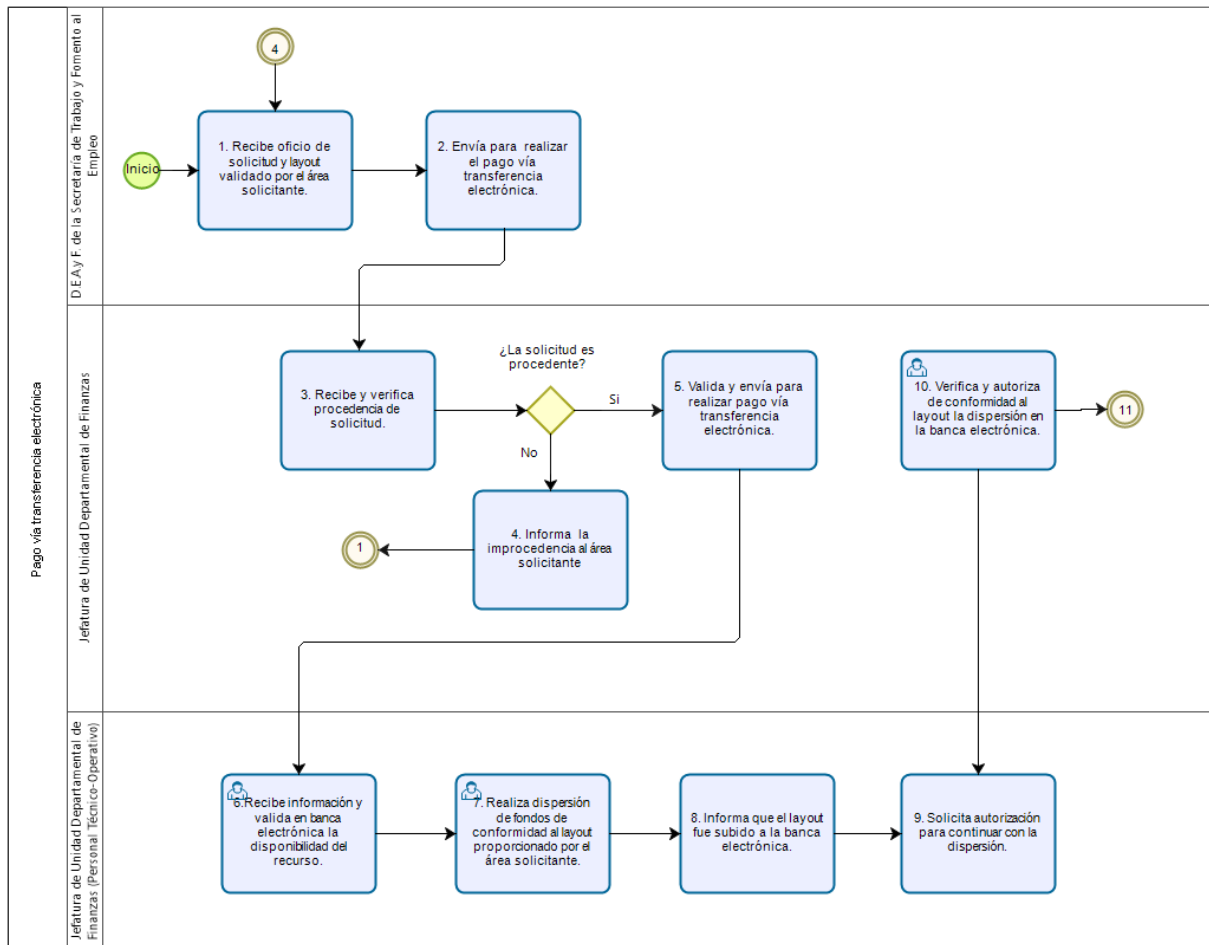 Pago vía transferencia electrónica
D.E.A.y F. de la Secretaría de Trabajo y Fomento al
Empleo
4
Inicio
1. Recibe oficio de
solicitud y layout
validado por el área
solicitante.
2. Envía para realizar
el pago vía
transferencia
electrónica.
Jefatura de Unidad Departamental de Finanzas
3. Recibe y verifica
procedencia de
solicitud.
¿La solicitud es
procedente?
Si
No
5. Valida y envía para
realizar pago vía
transferencia
electrónica.
10. Verifica y autoriza
de conformidad al
layout la dispersión en
la banca electrónica.
11
4. Informa la
improcedencia al área
solicitante
1
Jefatura de Unidad Departamental de
Finanzas (Personal Técnico-Operativo)
6.Recibe información y
valida en banca
electrónica la
disponibilidad del
recurso.
7. Realiza dispersión
de fondos de
conformidad al layout
proporcionado por el
área solicitante.
8. Informa que el layout
fue subido a la banca
electrónica.
9. Solicita autorización
para continuar con la
dispersión.